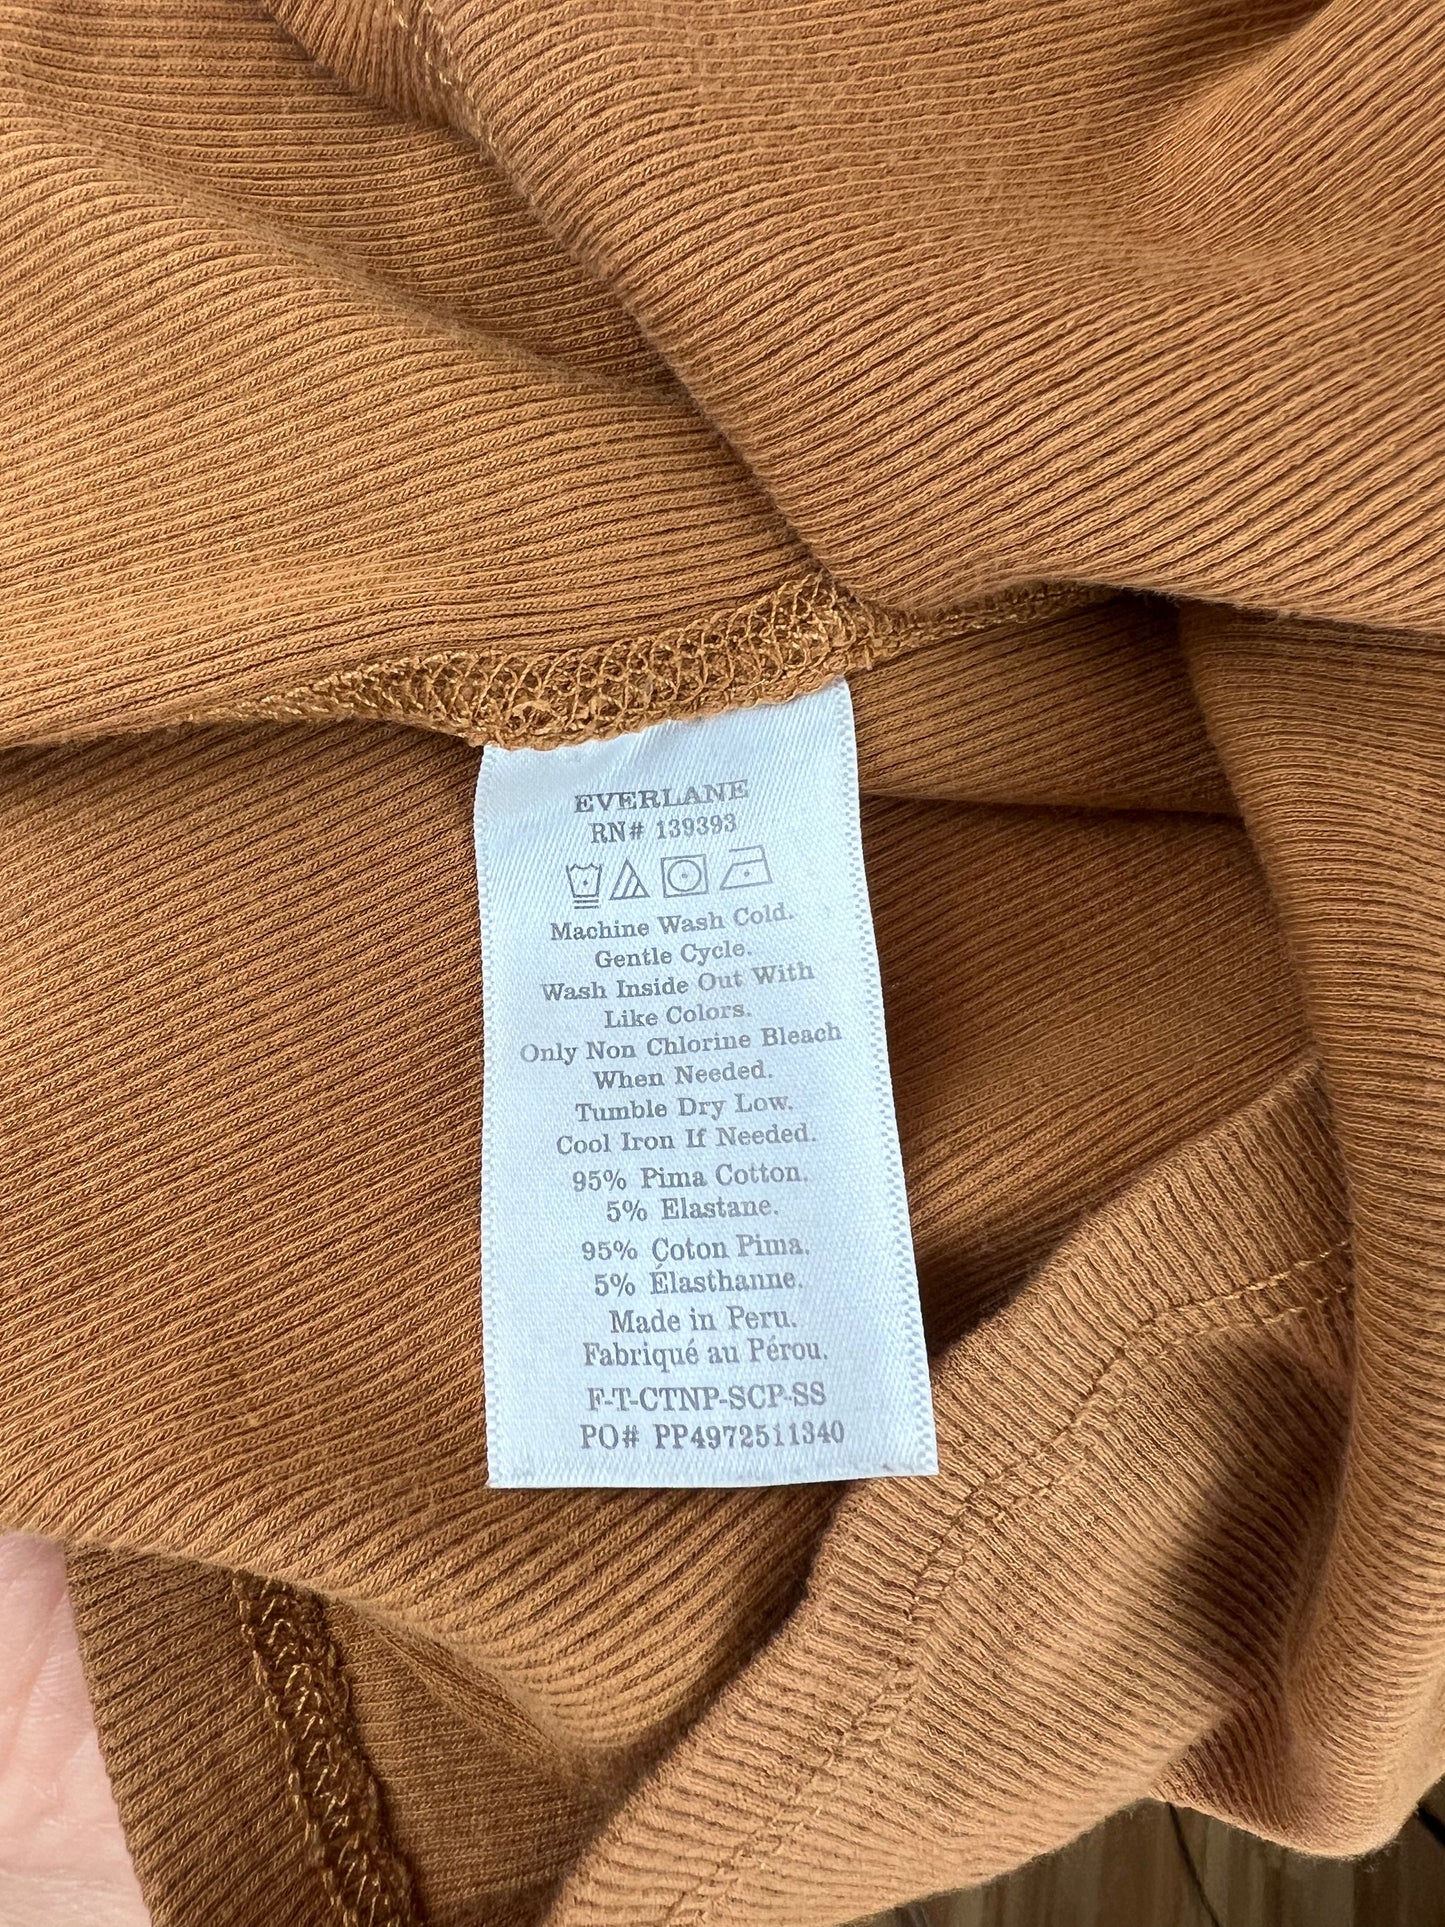 EVERLANE
RN# 139393
Machine Wash Cold.
Gentle Cycle.
Wash Inside Out With
Like Colors.
Only Non Chlorine Bleach
When Needed.
Tumble Dry Low.
Cool Iron If Needed.
95% Pima Cotton.
5% Elastane.
95% Coton Pima.
5% Élasthanne.
Made in Peru.
Fabriqué au Pérou.
F-T-CTNP-SCP-SS
PO# PP4972511340